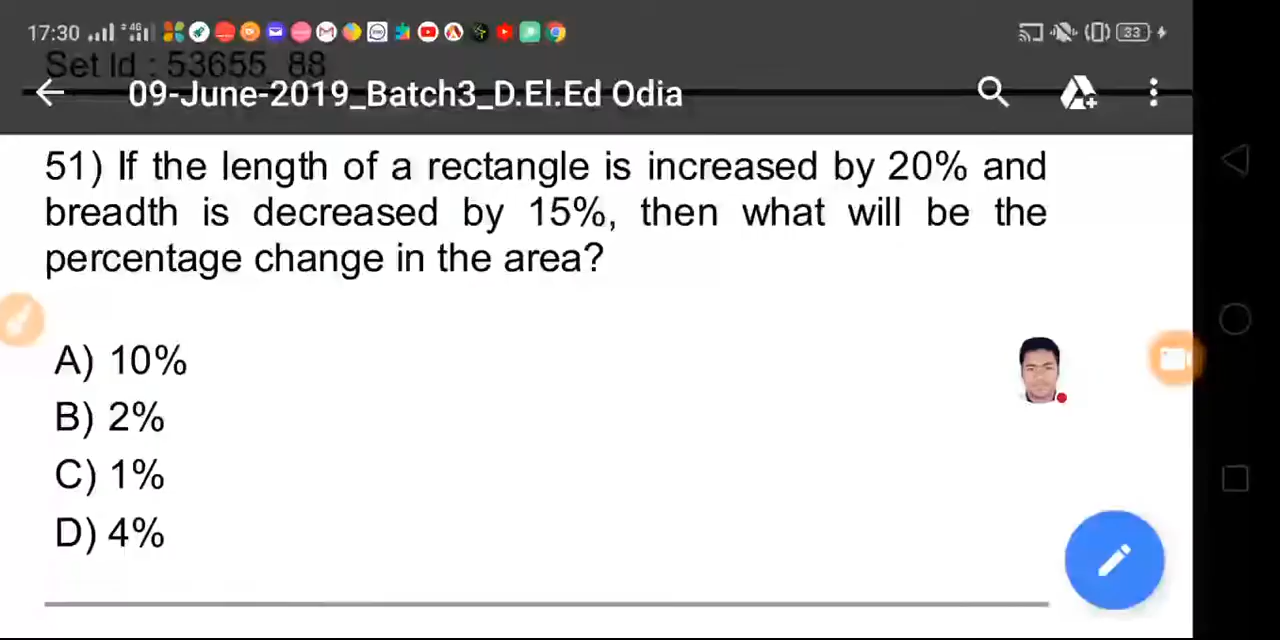 17:30 4G 33
Set Id : 53655_88
09-June-2019_Batch3_D.El.Ed Odia
51) If the length of a rectangle is increased by 20% and
breadth is decreased by 15%, then what will be the
percentage change in the area?
A) 10%
B) 2%
C) 1%
D) 4%